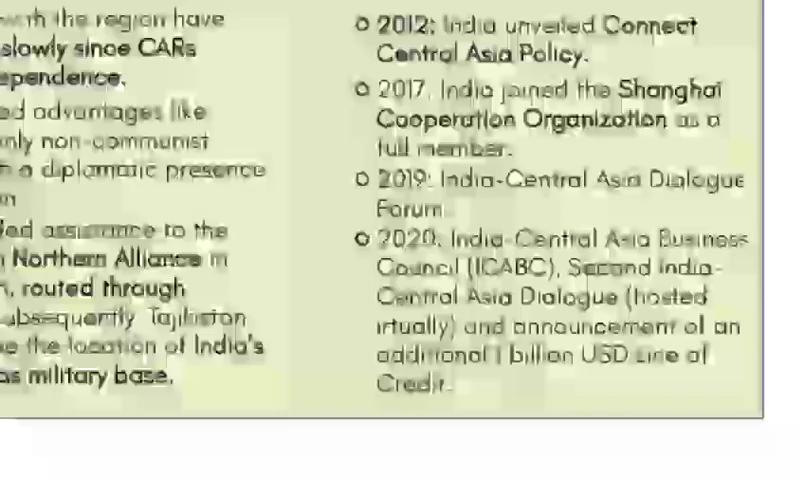 with the region have
slowly since CARs
ependence.
ed advantages like
nly non-communist
h a diplomatic presence
n
ded assistance to the
n Northern Alliance in
n, routed through
ubsequently Tajikistan
e the location of India's
as military base.
o 2012: India unveiled Connect
Central Asia Policy.
o 2017: India joined the Shanghai
Cooperation Organization as a
full member.
o 2019: India-Central Asia Dialogue
Forum.
o 2020: India-Central Asia Business
Council (ICABC), Second India-
Central Asia Dialogue (hosted
irtually) and announcement of an
additional 1 billion USD Line of
Credit.